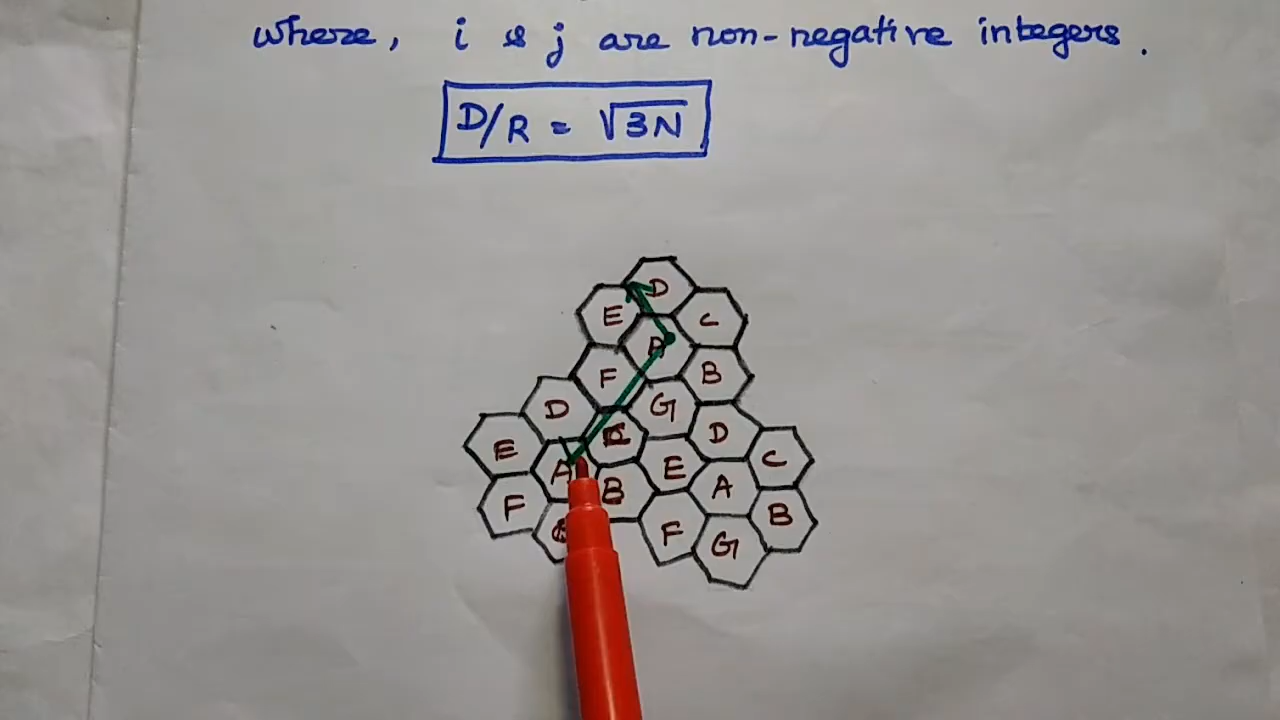 where, i & j are non-negative integers.
D/R = √3N
D
E C
A
F B
D G
C D
E A E C
B A
F B
G F G